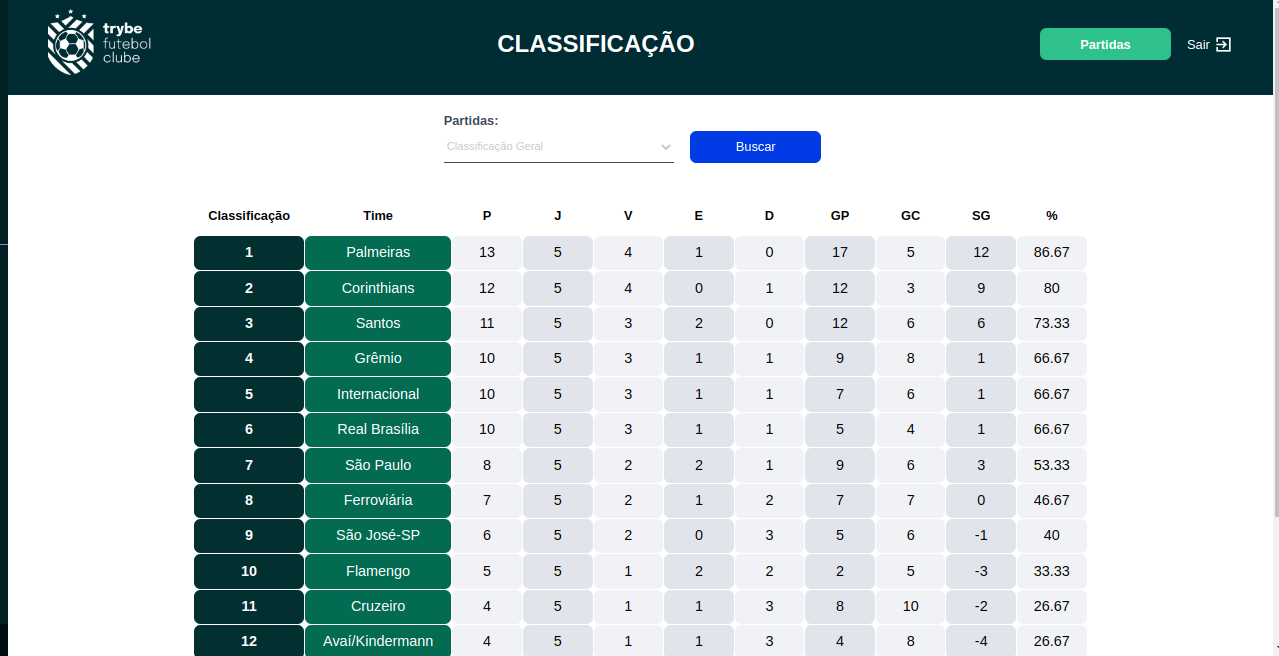 trybe
futebol
clube
CLASSIFICAÇÃO
Partidas
Sair
Partidas:
Classificação Geral
Buscar
Classificação Time P J V E D GP GC SG %
1 Palmeiras 13 5 4 1 0 17 5 12 86.67
2 Corinthians 12 5 4 0 1 12 3 9 80
3 Santos 11 5 3 2 0 12 6 6 73.33
4 Grêmio 10 5 3 1 1 9 8 1 66.67
5 Internacional 10 5 3 1 1 7 6 1 66.67
6 Real Brasília 10 5 3 1 1 5 4 1 66.67
7 São Paulo 8 5 2 2 1 9 6 3 53.33
8 Ferroviária 7 5 2 1 2 7 7 0 46.67
9 São José-SP 6 5 2 0 3 5 6 -1 40
10 Flamengo 5 5 1 2 2 2 5 -3 33.33
11 Cruzeiro 4 5 1 1 3 8 10 -2 26.67
12 Avaí/Kindermann 4 5 1 1 3 4 8 -4 26.67